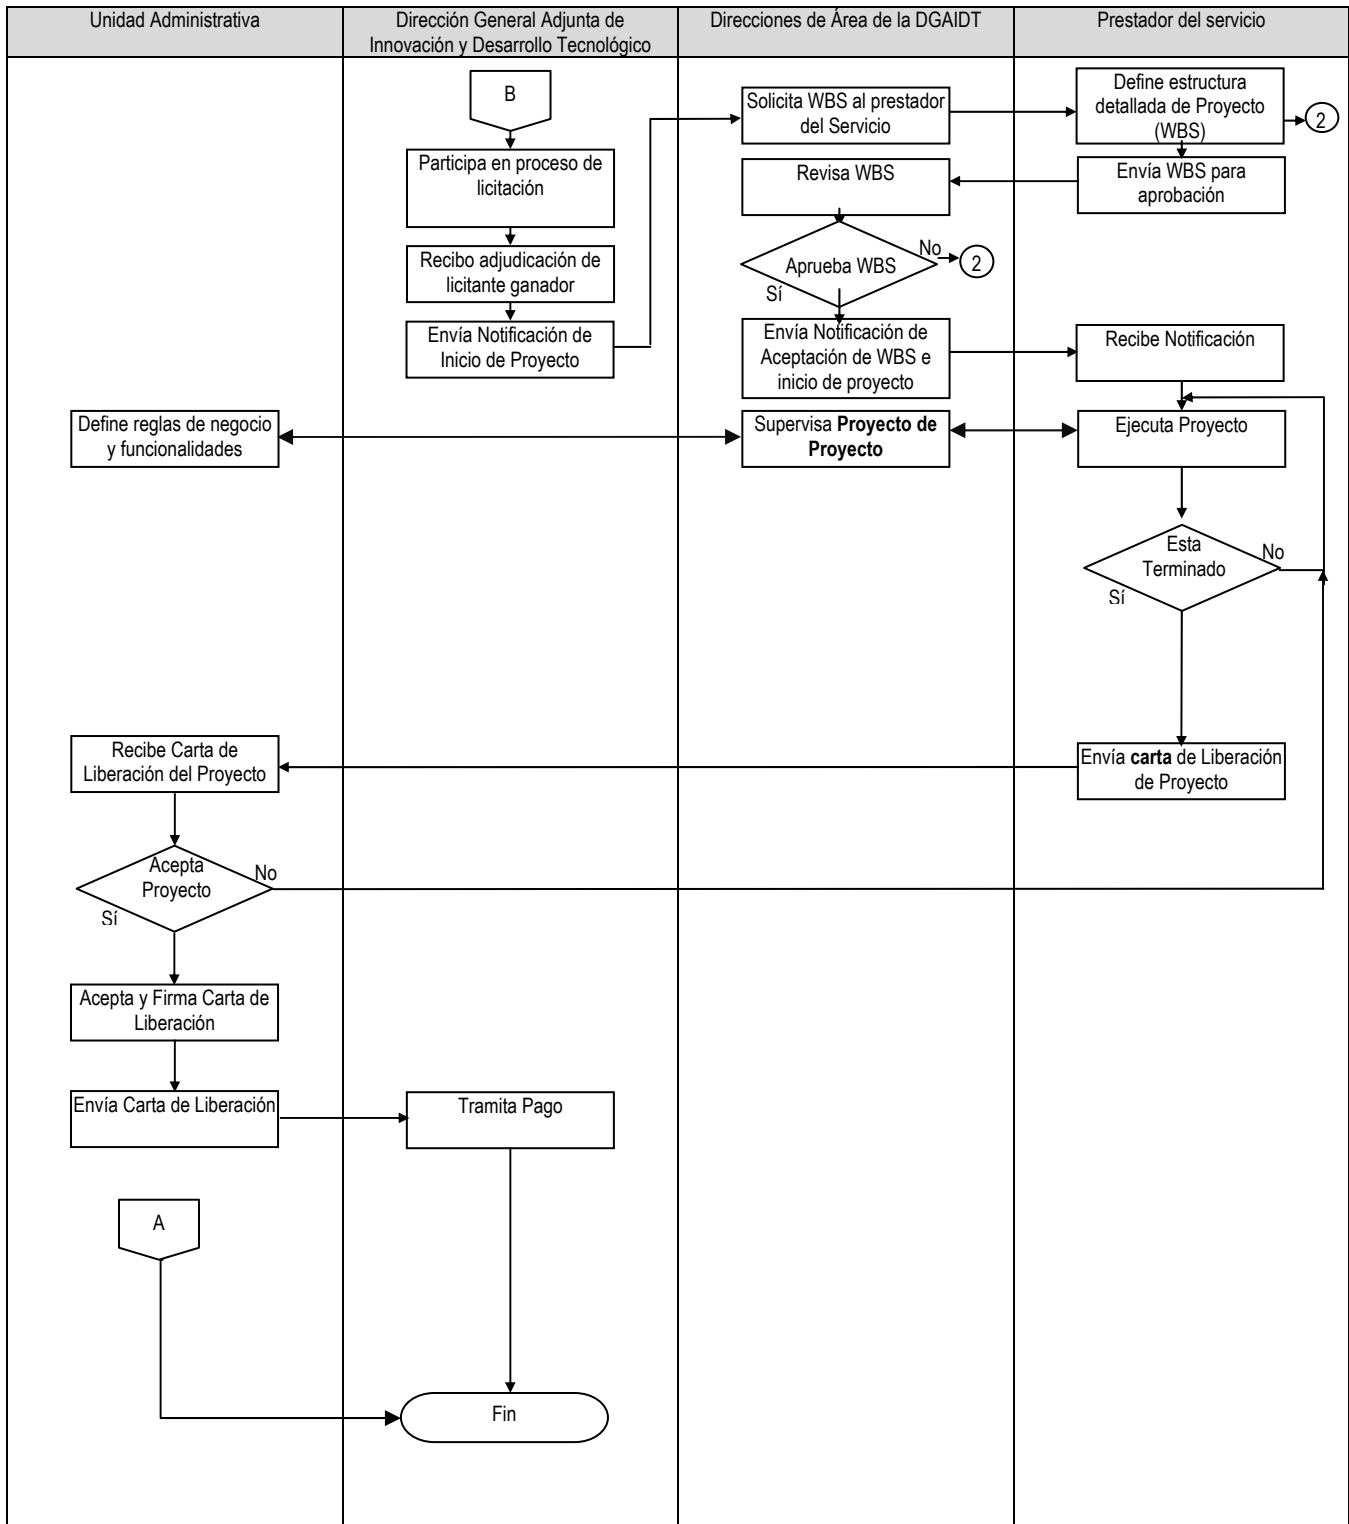 Unidad Administrativa
Dirección General Adjunta de
Innovación y Desarrollo Tecnológico
Direcciones de Área de la DGAIDT
Prestador del servicio
B
Participa en proceso de
licitación
Recibo adjudicación de
licitante ganador
Envía Notificación de
Inicio de Proyecto
Solicita WBS al prestador
del Servicio
Define estructura
detallada de Proyecto
(WBS)
2
Envía WBS para
aprobación
Revisa WBS
Aprueba WBS
No
2
Sí
Envía Notificación de
Aceptación de WBS e
inicio de proyecto
Recibe Notificación
Define reglas de negocio
y funcionalidades
Supervisa Proyecto de
Proyecto
Ejecuta Proyecto
Esta
Terminado
No
Sí
Envía carta de Liberación
de Proyecto
Recibe Carta de
Liberación del Proyecto
Acepta
Proyecto
No
Sí
Acepta y Firma Carta de
Liberación
Envía Carta de Liberación
Tramita Pago
A
Fin